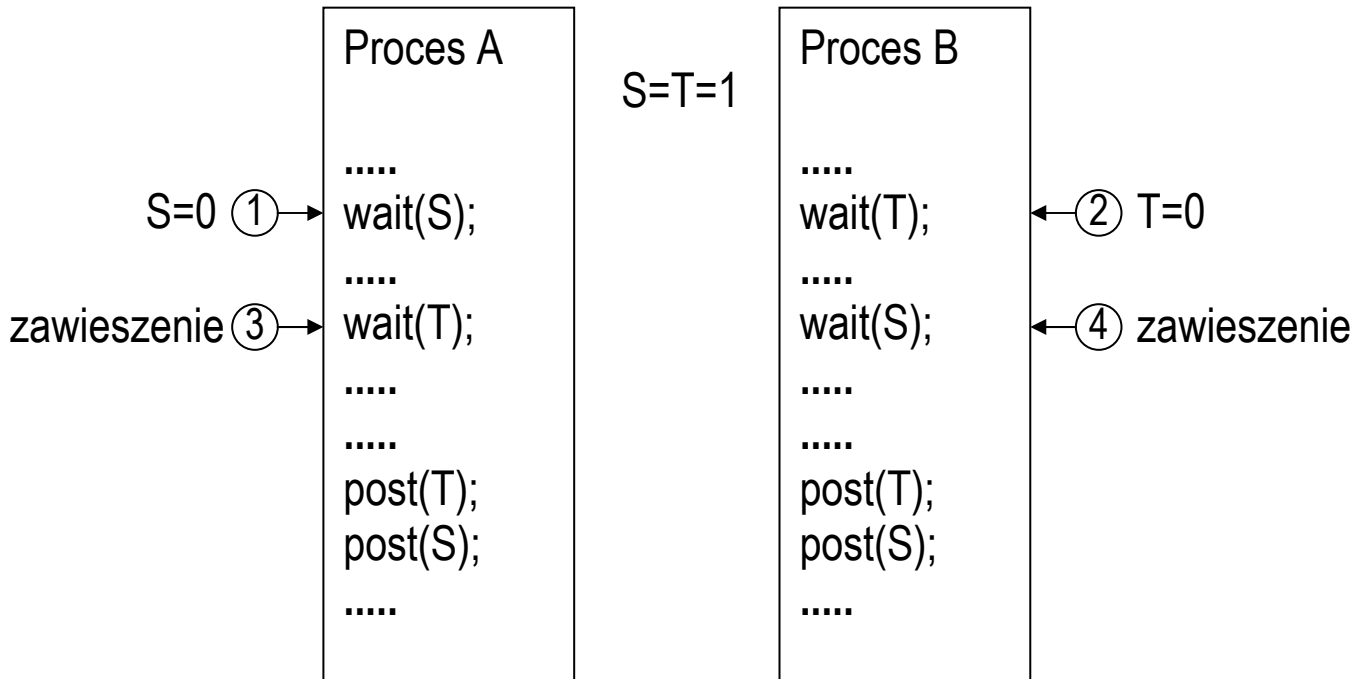 Proces A
S=T=1
Proces B
.....
.....
S=0 1 wait(S);
wait(T); 2 T=0
.....
.....
zawieszenie 3 wait(T);
wait(S); 4 zawieszenie
.....
.....
.....
.....
post(T);
post(T);
post(S);
post(S);
.....
.....